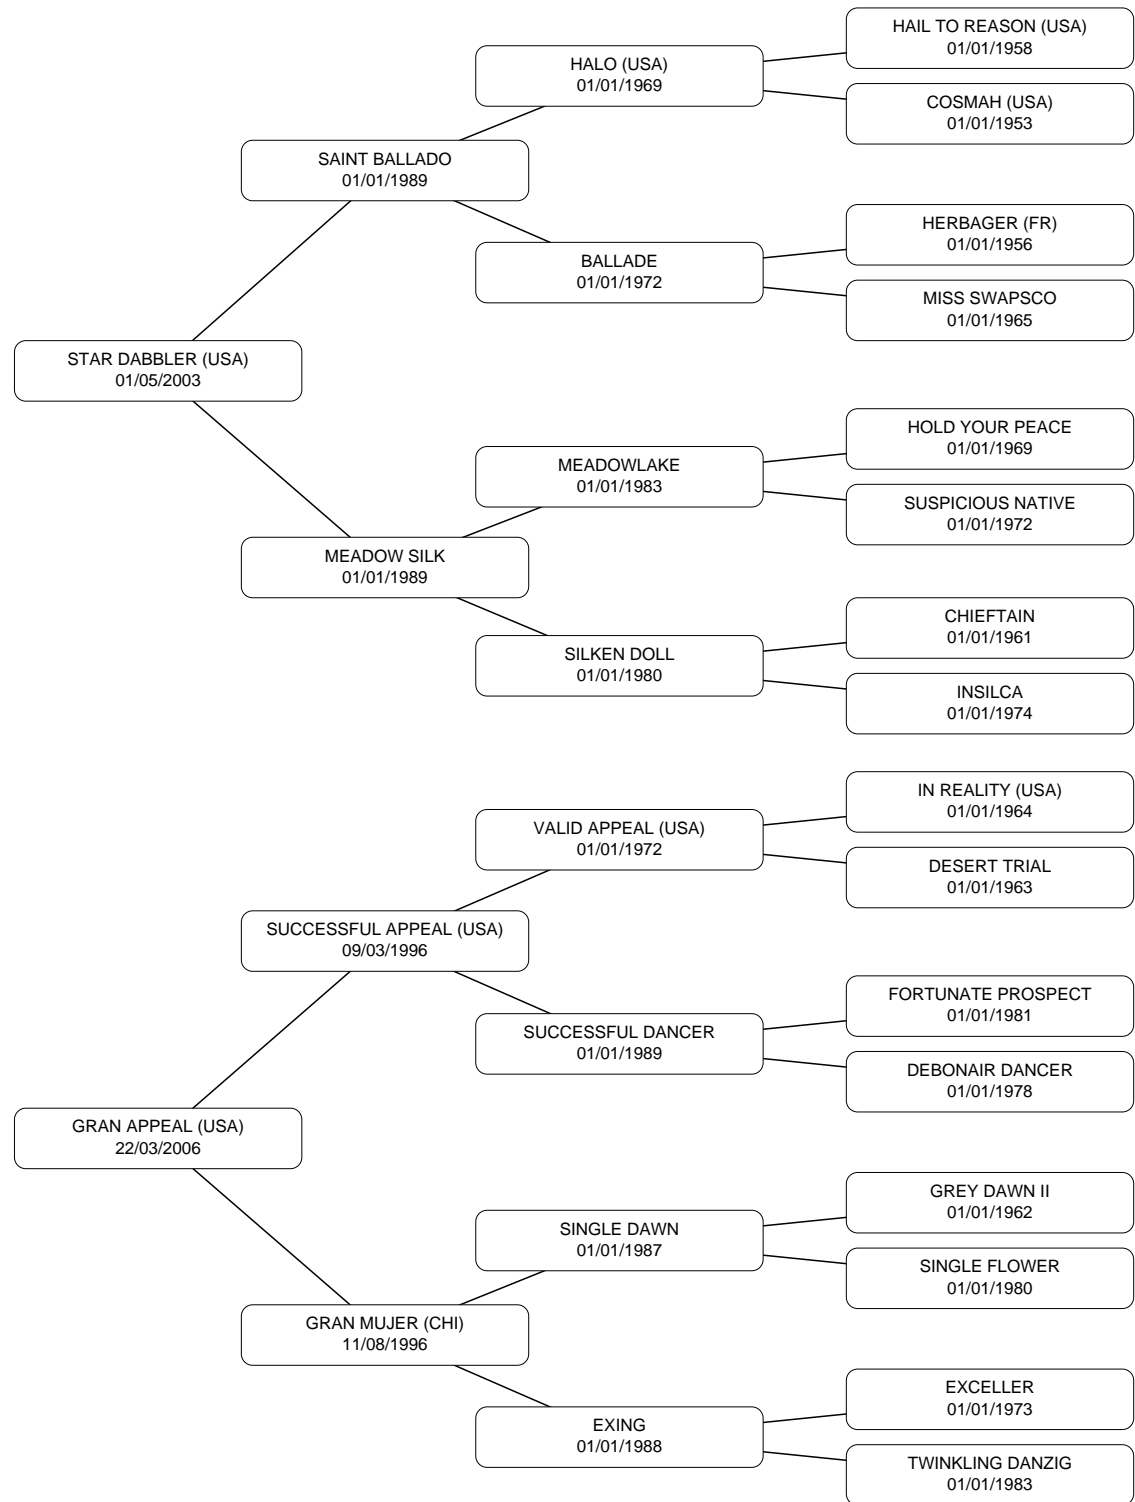 HAIL TO REASON (USA)
01/01/1958
HALO (USA)
01/01/1969
COSMAH (USA)
01/01/1953
SAINT BALLADO
01/01/1989
HERBAGER (FR)
01/01/1956
BALLADE
01/01/1972
MISS SWAPSCO
01/01/1965
STAR DABBLER (USA)
01/05/2003
HOLD YOUR PEACE
01/01/1969
MEADOWLAKE
01/01/1983
SUSPICIOUS NATIVE
01/01/1972
MEADOW SILK
01/01/1989
CHIEFTAIN
01/01/1961
SILKEN DOLL
01/01/1980
INSILCA
01/01/1974
IN REALITY (USA)
01/01/1964
VALID APPEAL (USA)
01/01/1972
DESERT TRIAL
01/01/1963
SUCCESSFUL APPEAL (USA)
09/03/1996
FORTUNATE PROSPECT
01/01/1981
SUCCESSFUL DANCER
01/01/1989
DEBONAIR DANCER
01/01/1978
GRAN APPEAL (USA)
22/03/2006
GREY DAWN II
01/01/1962
SINGLE DAWN
01/01/1987
SINGLE FLOWER
01/01/1980
GRAN MUJER (CHI)
11/08/1996
EXCELLER
01/01/1973
EXING
01/01/1988
TWINKLING DANZIG
01/01/1983